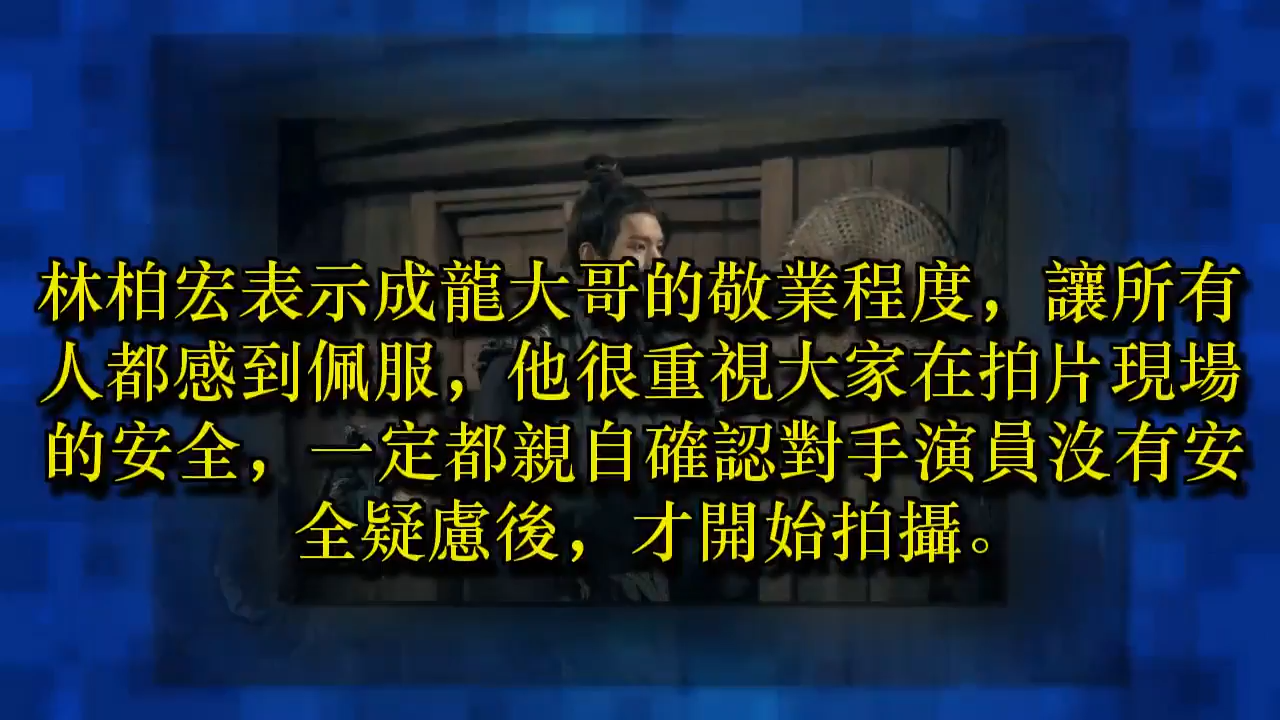 林柏宏表示成龍大哥的敬業程度，讓所有
人都感到佩服，他很重視大家在拍片現場
的安全，一定都親自確認對手演員沒有安
全疑慮後，才開始拍攝。